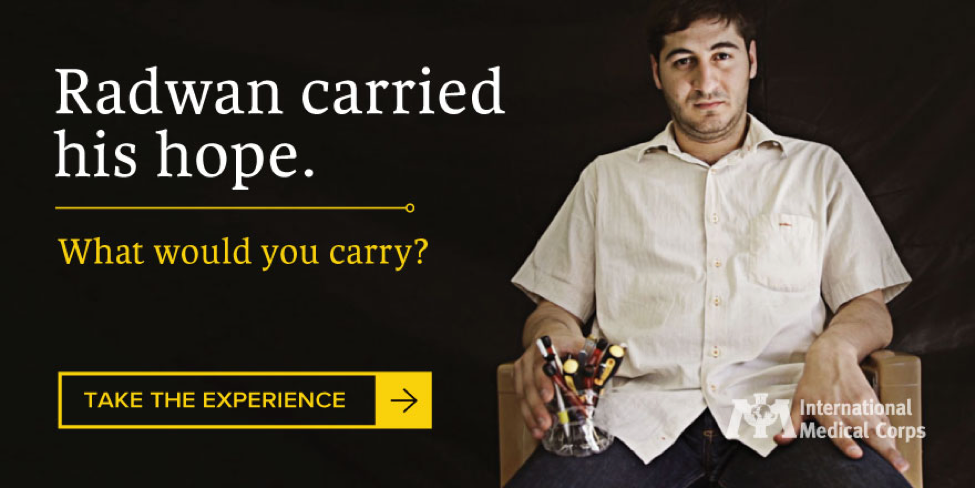 Radwan carried
his hope.
What would you carry?
TAKE THE EXPERIENCE
International
Medical Corps